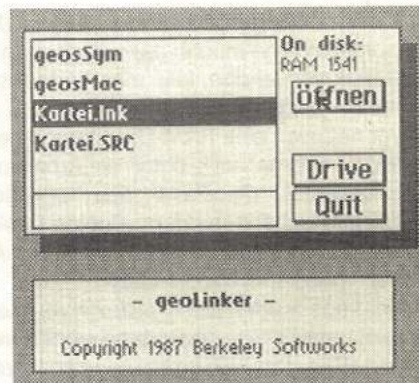 geosSym
geosMac
Kartei.lnk
Kartei.SRC
On disk:
RAM 1541
Öffnen
Drive
Quit
- geoLinker -
Copyright 1987 Berkeley Softworks